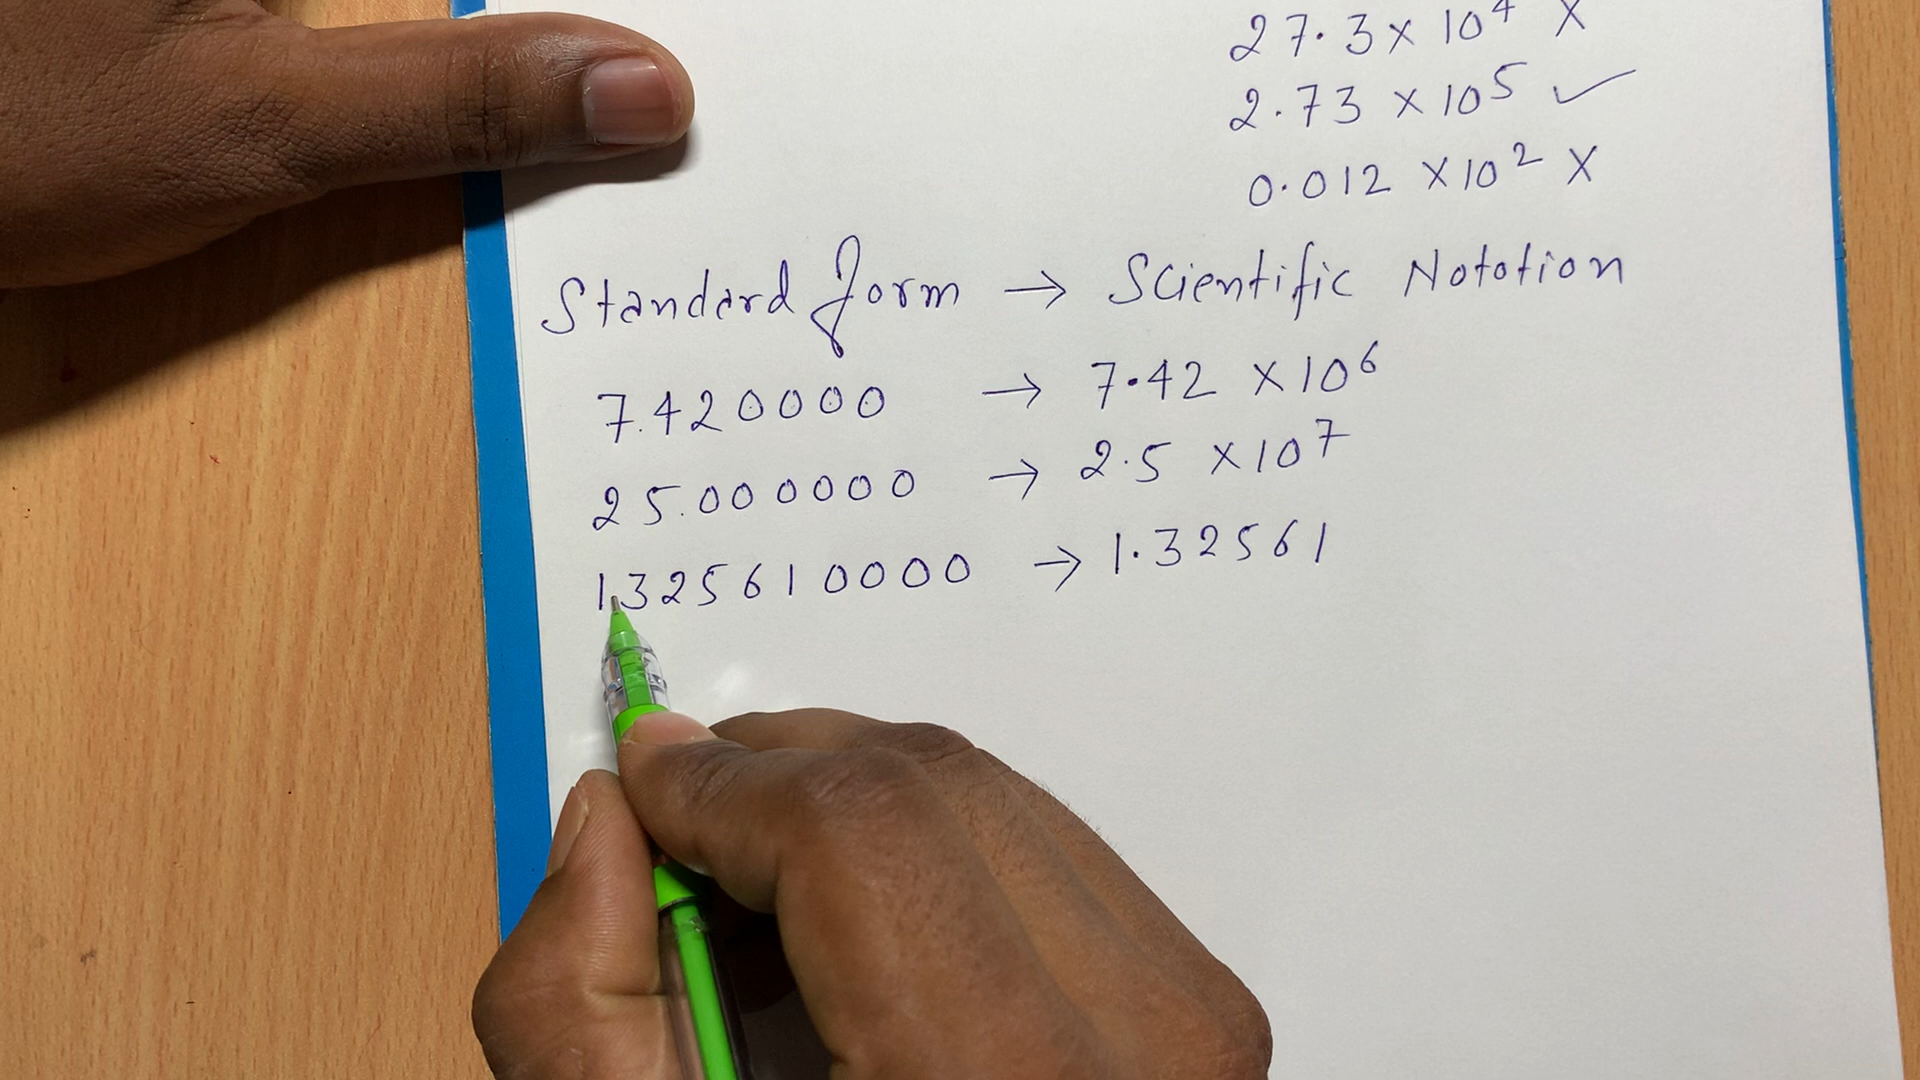 27.3 × 10⁴ ×
2.73 × 10⁵ ✓
0.012 × 10² ×
Standard form → Scientific Notation
7.420000 → 7.42 × 10⁶
25.000000 → 2.5 × 10⁷
1325610000 → 1.32561